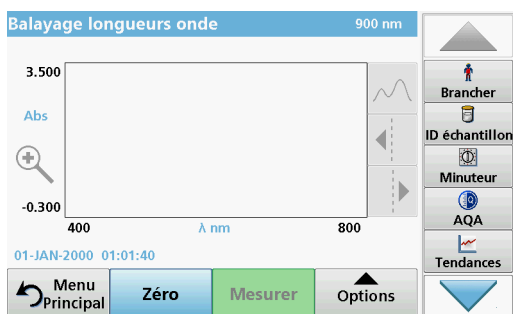 Balayage longueurs onde 900 nm
3.500
Abs
-0.300
400 λ nm 800
01-JAN-2000 01:01:40
Menu
Principal
Zéro
Mesurer
Options
Brancher
ID échantillon
Minuteur
AQA
Tendances